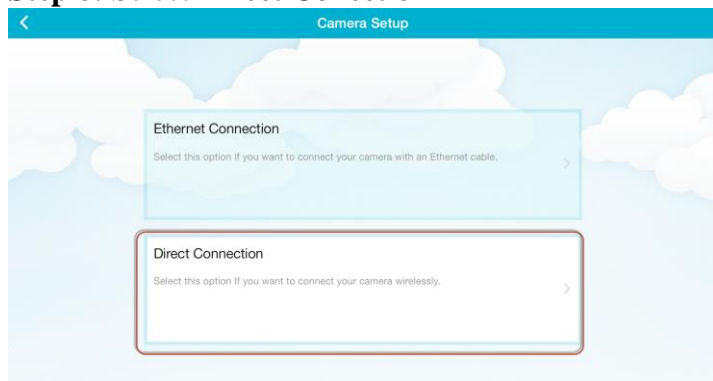 Camera Setup
Ethernet Connection
Select this option if you want to connect your camera with an Ethernet cable.
Direct Connection
Select this option If you want to connect your camera wirelessly.